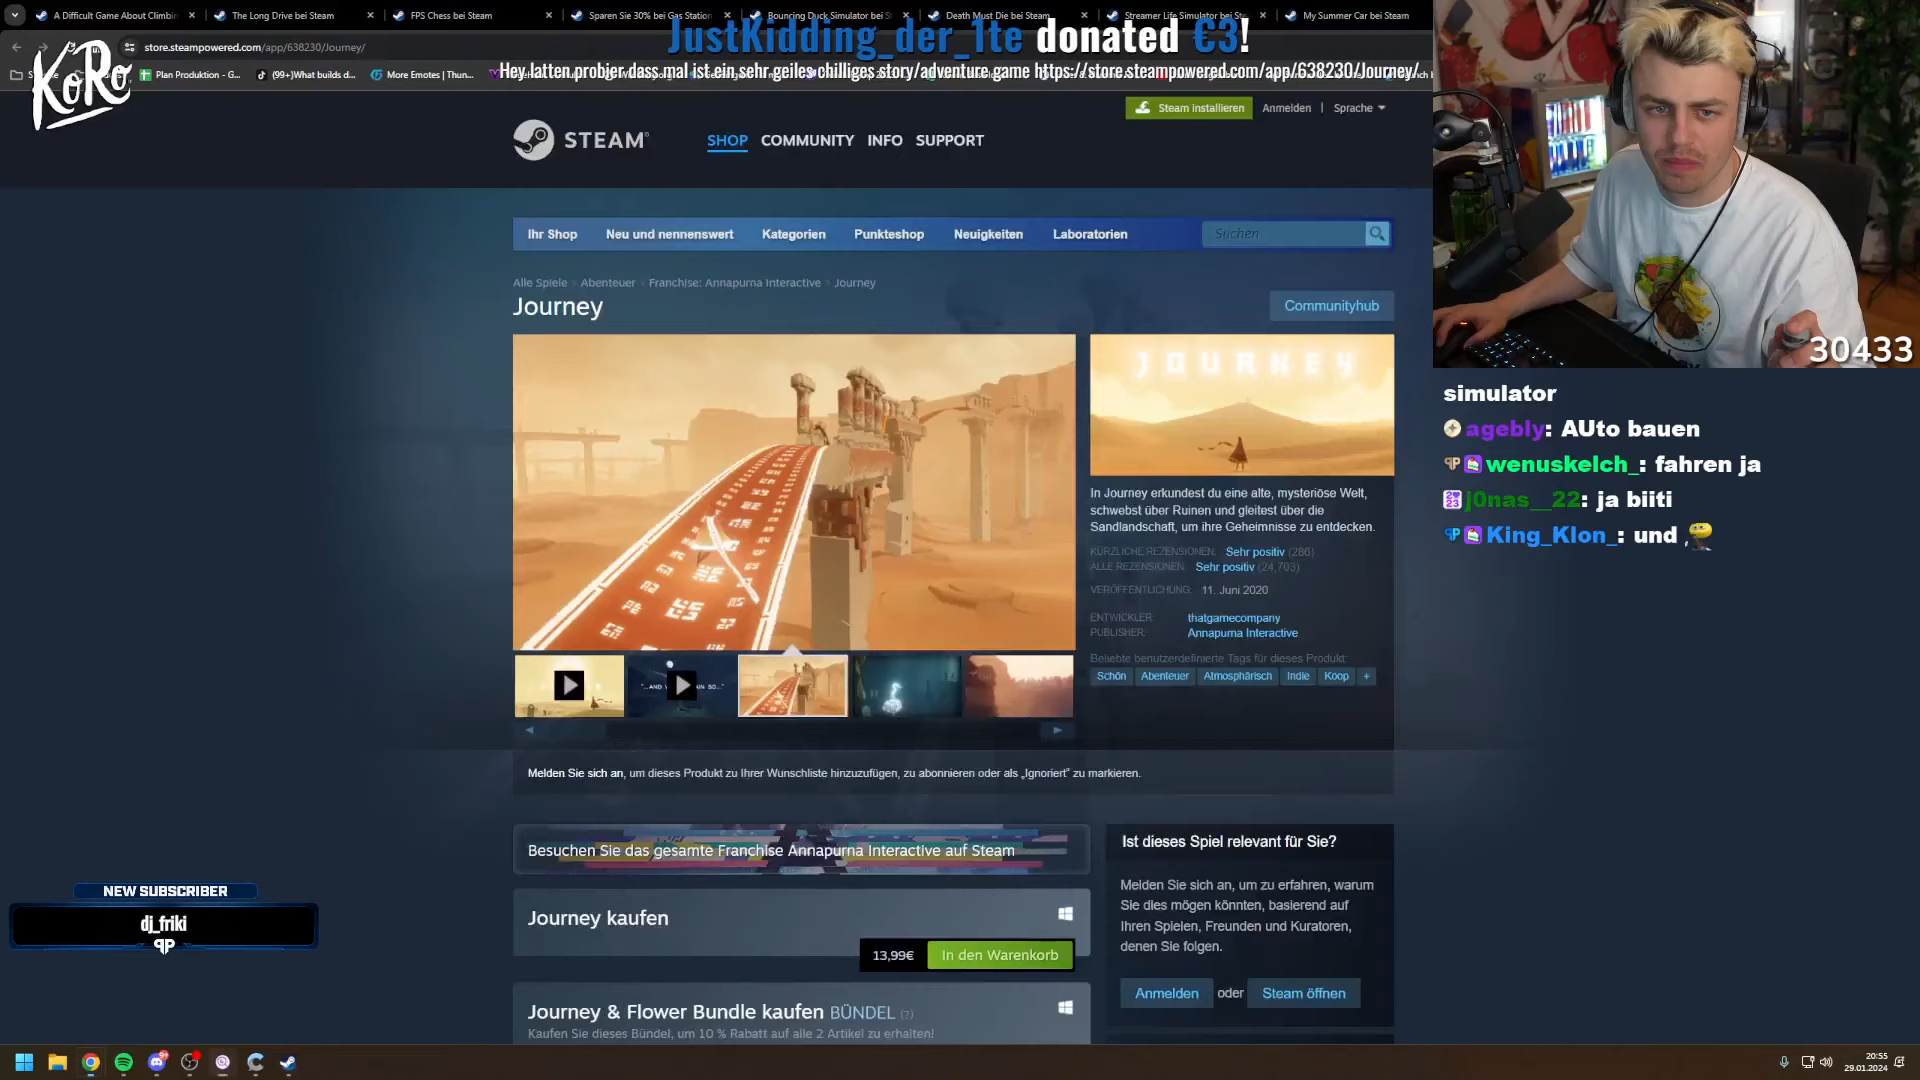 A Difficult Game About Climbin
The Long Drive bei Steam
FPS Chess bei Steam
Sparen Sie 30% bei Gas Station
Bouncing Duck Simulator bei S
Death Must Die bei Steam
Streamer Life Simulator bei St
My Summer Car bei Steam
JustKidding_der_1te donated €3!
store.steampowered.com/app/638230/Journey/
Hey latten probier dass mal ist ein sehr geiles chilliges story/adventure game https://store.steampowered.com/app/638230/Journey/
Plan Produktion - G...
(99+)What builds d...
More Emotes | Thun...
KoRo
Steam installieren
Anmelden
Sprache
STEAM
SHOP COMMUNITY INFO SUPPORT
Ihr Shop
Neu und nennenswert
Kategorien
Punkteshop
Neuigkeiten
Laboratorien
Suchen
Alle Spiele
Abenteuer
Franchise: Annapurna Interactive
Journey
Journey
Communityhub
JOURNEY
In Journey erkundest du eine alte, mysteriöse Welt,
schwebst über Ruinen und gleitest über die
Sandlandschaft, um ihre Geheimnisse zu entdecken.
KÜRZLICHE REZENSIONEN: Sehr positiv (286)
ALLE REZENSIONEN: Sehr positiv (24,703)
VERÖFFENTLICHUNG: 11. Juni 2020
ENTWICKLER: thatgamecompany
PUBLISHER: Annapurna Interactive
Beliebte benutzerdefinierte Tags für dieses Produkt:
Schön Abenteuer Atmosphärisch Indie Koop +
Melden Sie sich an, um dieses Produkt zu Ihrer Wunschliste hinzuzufügen, zu abonnieren oder als „Ignoriert" zu markieren.
Besuchen Sie das gesamte Franchise Annapurna Interactive auf Steam
Journey kaufen
13,99€
In den Warenkorb
Journey & Flower Bundle kaufen BÜNDEL (?)
Kaufen Sie dieses Bündel, um 10 % Rabatt auf alle 2 Artikel zu erhalten!
Ist dieses Spiel relevant für Sie?
Melden Sie sich an, um zu erfahren, warum
Sie dies mögen könnten, basierend auf
Ihren Spielen, Freunden und Kuratoren,
denen Sie folgen.
Anmelden oder Steam öffnen
30433
simulator
agebly: AUto bauen
wenuskelch_: fahren ja
j0nas__22: ja biiti
King_Klon_: und
NEW SUBSCRIBER
dj_friki
20:55
29.01.2024